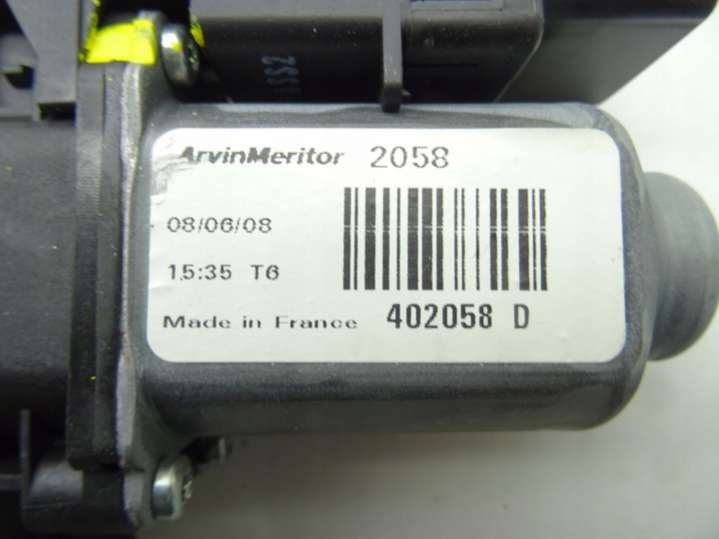 ArvinMeritor 2058
08/06/08
15:35 T6
Made in France 402058 D